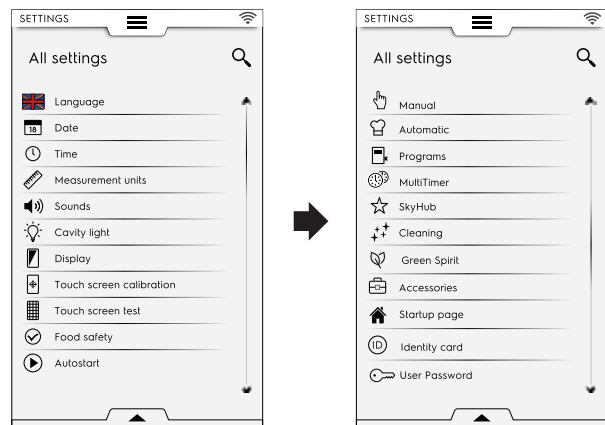 SETTINGS
All settings
Language
18 Date
Time
Measurement units
Sounds
Cavity light
Display
Touch screen calibration
Touch screen test
Food safety
Autostart
SETTINGS
All settings
Manual
Automatic
Programs
MultiTimer
SkyHub
Cleaning
Green Spirit
Accessories
Startup page
ID Identity card
User Password